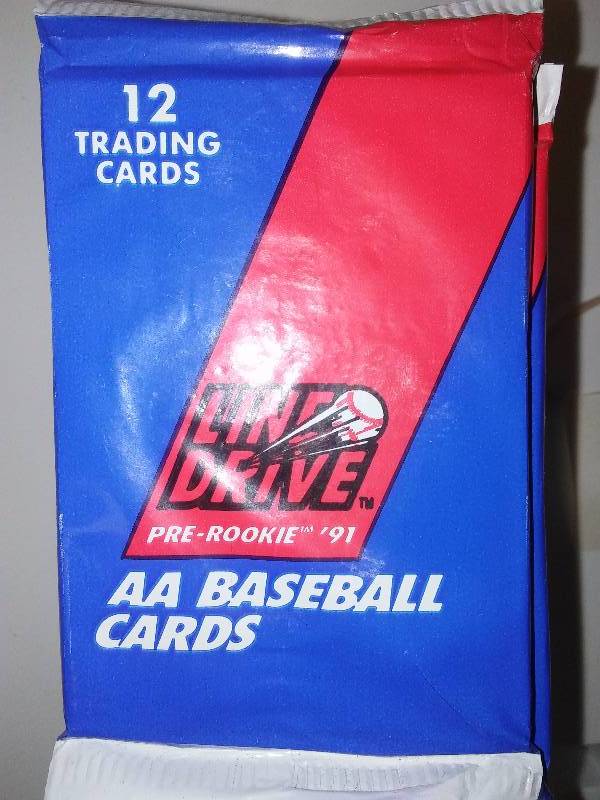 12
TRADING
CARDS
LINE
DRIVE™
PRE-ROOKIE™ '91
AA BASEBALL
CARDS